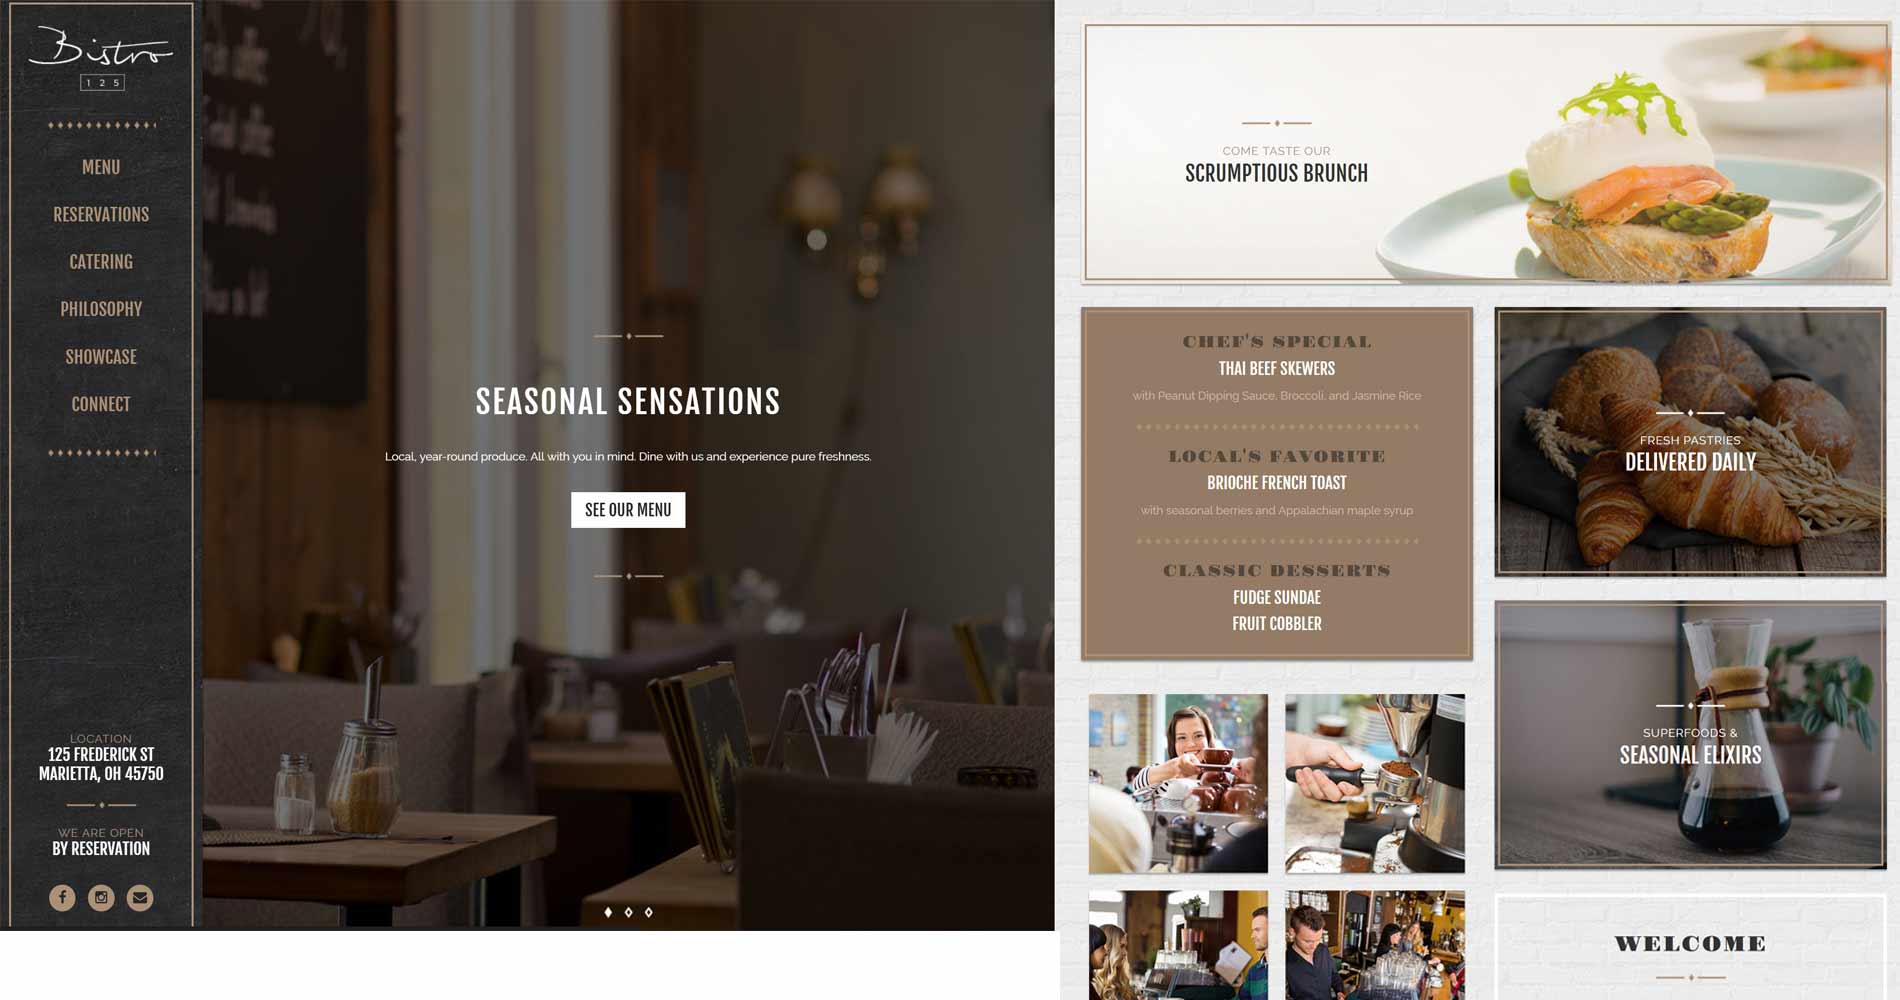 Bistro
1 2 5
MENU
RESERVATIONS
CATERING
PHILOSOPHY
SHOWCASE
CONNECT
LOCATION
125 FREDERICK ST
MARIETTA, OH 45750
WE ARE OPEN
BY RESERVATION
SEASONAL SENSATIONS
Local, year-round produce. All with you in mind. Dine with us and experience pure freshness.
SEE OUR MENU
COME TASTE OUR
SCRUMPTIOUS BRUNCH
CHEF'S SPECIAL
THAI BEEF SKEWERS
with Peanut Dipping Sauce, Broccoli, and Jasmine Rice
LOCAL'S FAVORITE
BRIOCHE FRENCH TOAST
with seasonal berries and Appalachian maple syrup
CLASSIC DESSERTS
FUDGE SUNDAE
FRUIT COBBLER
FRESH PASTRIES
DELIVERED DAILY
SUPERFOODS &
SEASONAL ELIXIRS
WELCOME